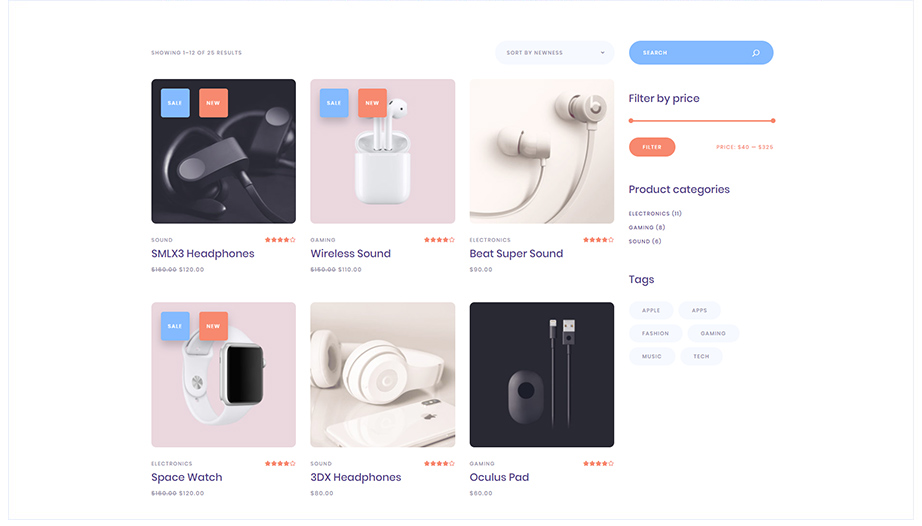 SHOWING 1–12 OF 25 RESULTS
SORT BY NEWNESS
SEARCH
SALE
NEW
SALE
NEW
SOUND
SMLX3 Headphones
$160.00 $120.00
GAMING
Wireless Sound
$150.00 $110.00
ELECTRONICS
Beat Super Sound
$90.00
SALE
NEW
ELECTRONICS
Space Watch
$160.00 $120.00
SOUND
3DX Headphones
$80.00
GAMING
Oculus Pad
$60.00
Filter by price
FILTER
PRICE: $40 — $325
Product categories
ELECTRONICS (11)
GAMING (8)
SOUND (6)
Tags
APPLE
APPS
FASHION
GAMING
MUSIC
TECH